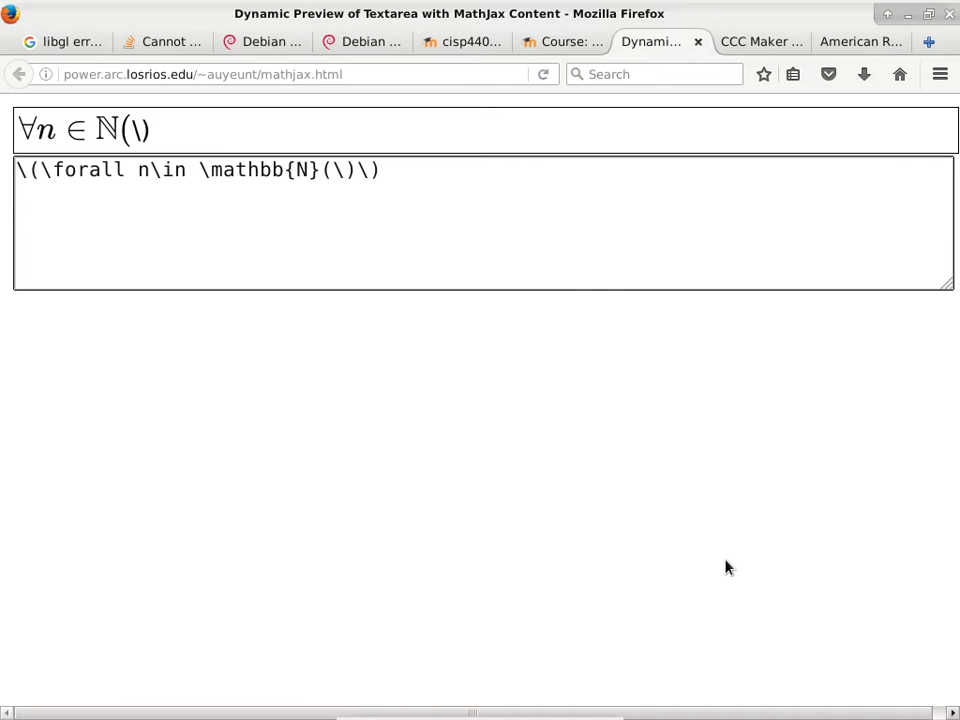 Dynamic Preview of Textarea with MathJax Content - Mozilla Firefox
libgl err... Cannot ... Debian ... Debian ... cisp440... Course: ... Dynami... CCC Maker ... American R...
power.arc.losrios.edu/~auyeunt/mathjax.html Search
∀n ∈ ℕ(\)
\(\forall n\in \mathbb{N}(\)\)